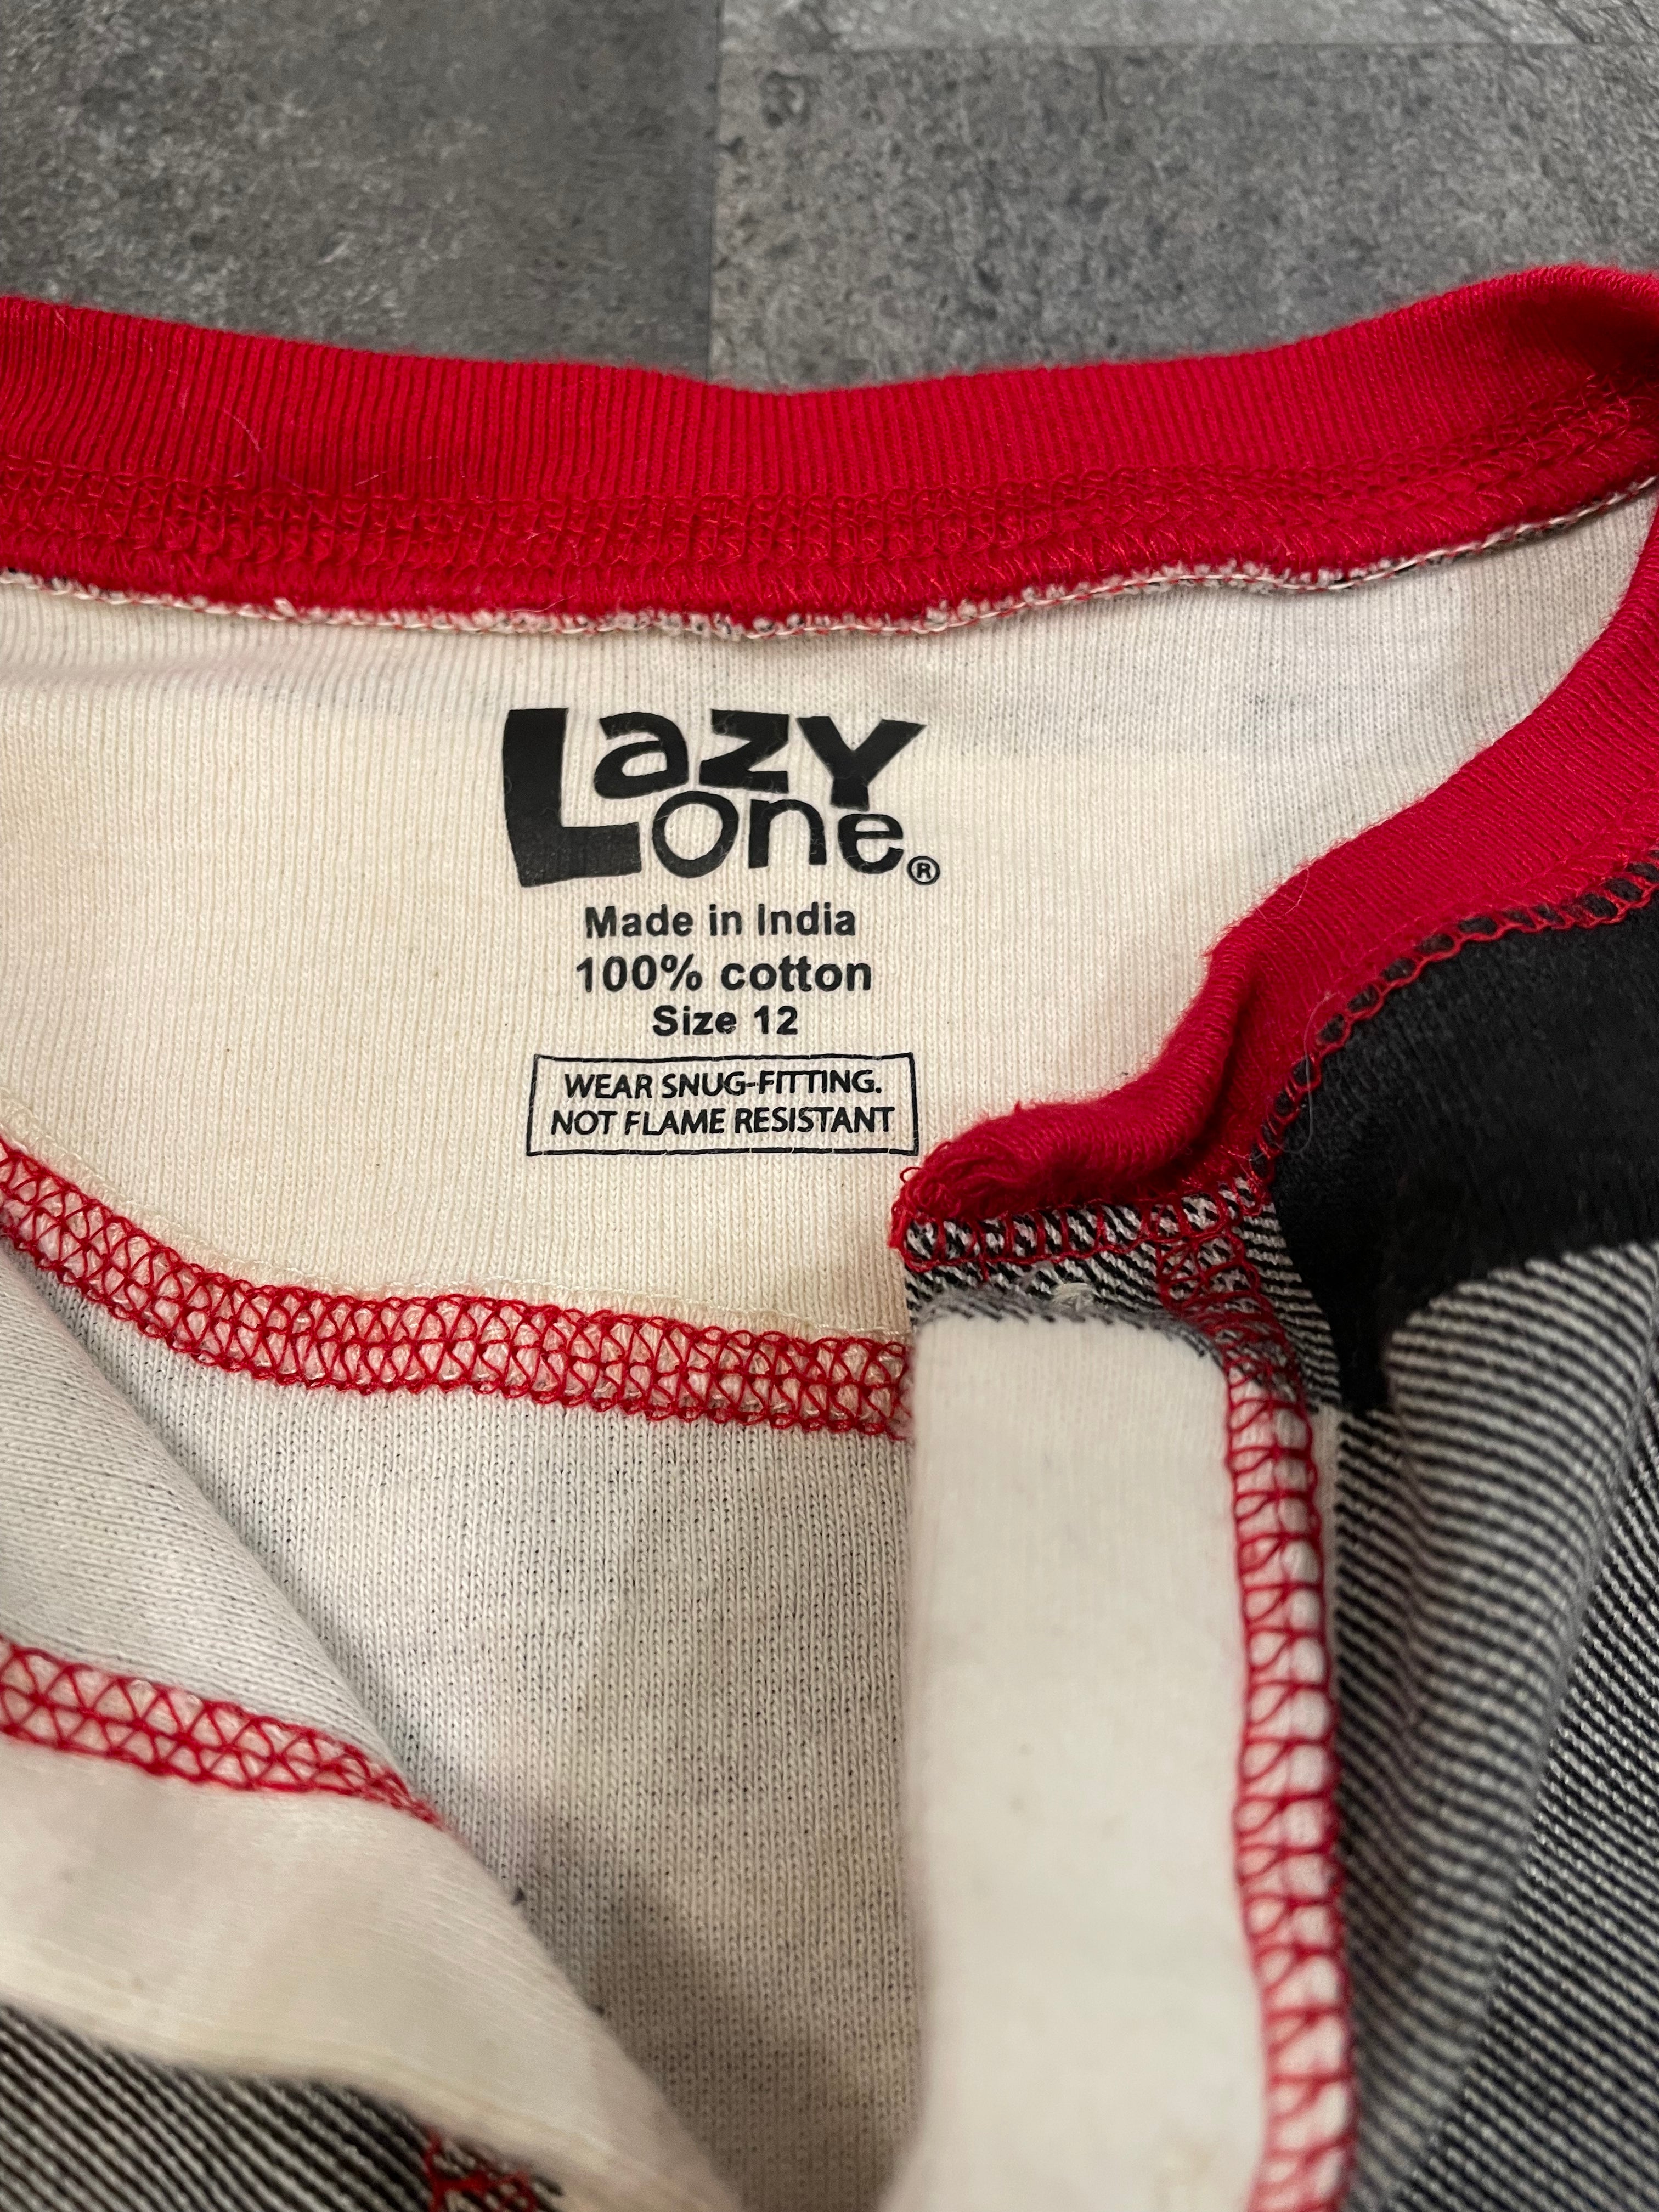 Lazy
One®
Made in India
100% cotton
Size 12
WEAR SNUG-FITTING.
NOT FLAME RESISTANT